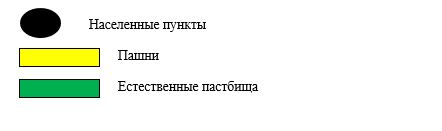 Населенные пункты
Пашни
Естественные пастбища